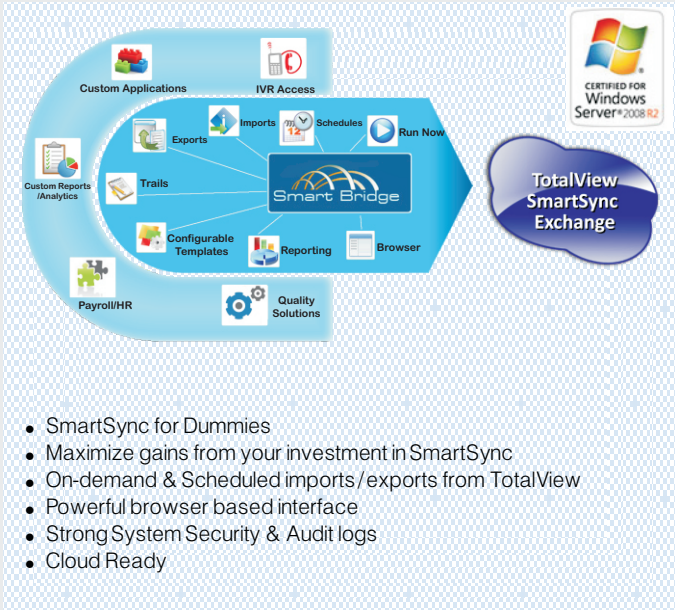 Custom Applications
IVR Access
CERTIFIED FOR
Windows
Server®2008 R2
Exports
Imports
12
Schedules
Run Now
Custom Reports
/Analytics
Trails
Smart Bridge
TotalView
SmartSync
Exchange
Configurable
Templates
Reporting
Browser
Payroll/HR
Quality
Solutions
• SmartSync for Dummies
• Maximize gains from your investment in SmartSync
• On-demand & Scheduled imports/exports from TotalView
• Powerful browser based interface
• Strong System Security & Audit logs
• Cloud Ready